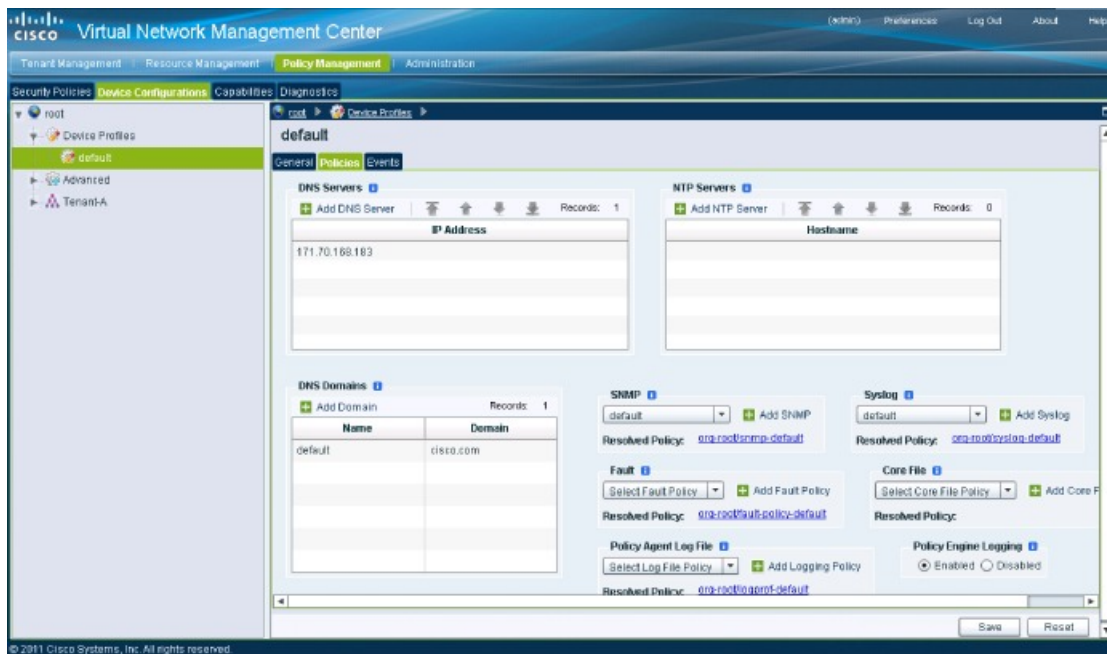 CISCO Virtual Network Management Center
(admin) Preferences Log Out About Help
Tenant Management | Resource Management | Policy Management | Administration
Security Policies Device Configurations Capabilities Diagnostics
root
Device Profiles
default
Advanced
Tenant-A
root Device Profiles
default
General Policies Events
DNS Servers
Add DNS Server Records: 1
IP Address
171.70.168.183
NTP Servers
Add NTP Server Records: 0
Hostname
DNS Domains
Add Domain Records: 1
Name Domain
default cisco.com
SNMP
default Add SNMP
Resolved Policy: org-root/snmp-default
Syslog
default Add Syslog
Resolved Policy: org-root/syslog-default
Fault
Select Fault Policy Add Fault Policy
Resolved Policy: org-root/fault-policy-default
Core File
Select Core File Policy Add Core F
Resolved Policy:
Policy Agent Log File
Select Log File Policy Add Logging Policy
Resolved Policy: org-root/logprof-default
Policy Engine Logging
Enabled Disabled
Save Reset
© 2011 Cisco Systems, Inc. All rights reserved.